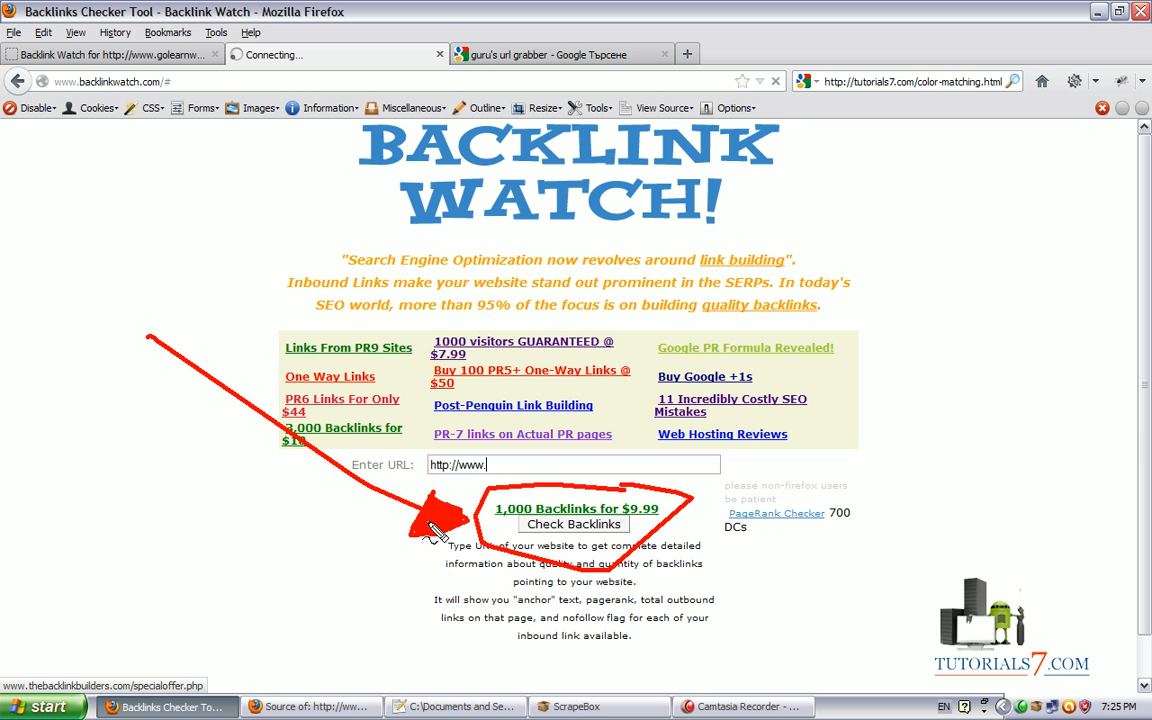 Backlinks Checker Tool - Backlink Watch - Mozilla Firefox
File Edit View History Bookmarks Tools Help
Backlink Watch for http://www.golearnw... Connecting... guru's url grabber - Google Търсене
www.backlinkwatch.com/# http://tutorials7.com/color-matching.html
Disable Cookies CSS Forms Images Information Miscellaneous Outline Resize Tools View Source Options
BACKLINK
WATCH!
"Search Engine Optimization now revolves around link building".
Inbound Links make your website stand out prominent in the SERPs. In today's
SEO world, more than 95% of the focus is on building quality backlinks.
Links From PR9 Sites 1000 visitors GUARANTEED @ $7.99 Google PR Formula Revealed!
One Way Links Buy 100 PR5+ One-Way Links @ $50 Buy Google +1s
PR6 Links For Only $44 Post-Penguin Link Building 11 Incredibly Costly SEO Mistakes
3,000 Backlinks for PR-7 links on Actual PR pages Web Hosting Reviews
Enter URL: http://www.
please non-firefox users
be patient
1,000 Backlinks for $9.99
PageRank Checker 700
DCs
Check Backlinks
Type URL of your website to get complete detailed
information about quality and quantity of backlinks
pointing to your website.
It will show you "anchor" text, pagerank, total outbound
links on that page, and nofollow flag for each of your
inbound link available.
TUTORIALS7.COM
www.thebacklinkbuilders.com/specialoffer.php
start Backlinks Checker To... Source of: http://ww... C:\Documents and Se... ScrapeBox Camtasia Recorder - ... EN 7:25 PM